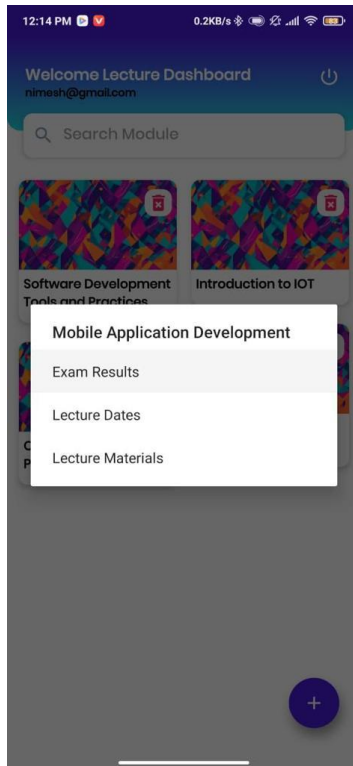 12:14 PM
0.2KB/s
Welcome Lecture Dashboard
nimesh@gmail.com
Search Module
Software Development
Tools and Practices
Introduction to IOT
Mobile Application Development
Exam Results
Lecture Dates
Lecture Materials
C
P
+